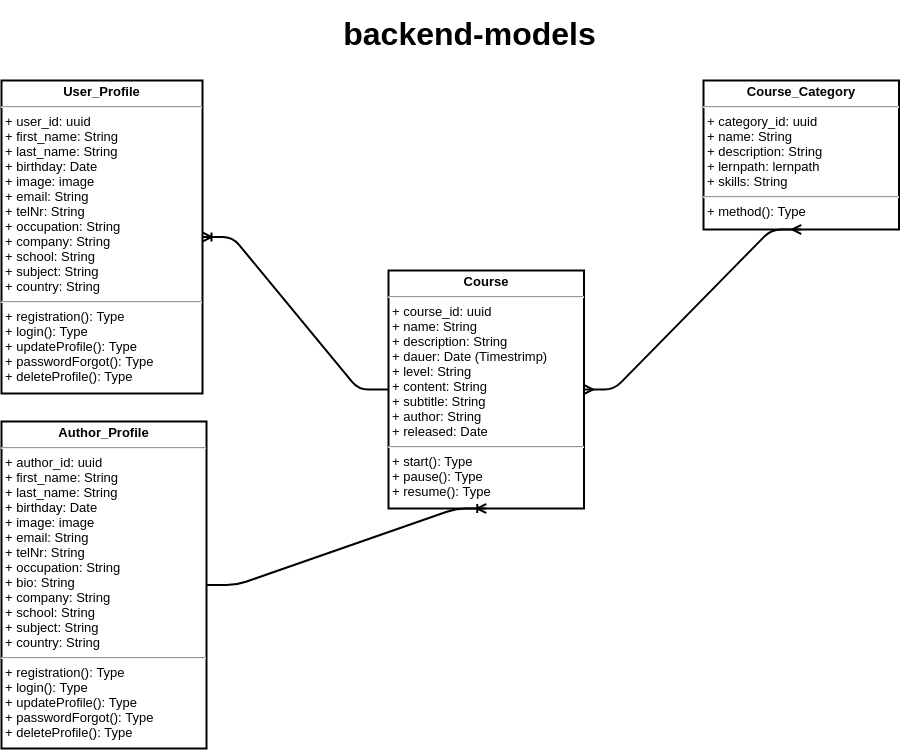 backend-models
User_Profile
+ user_id: uuid
+ first_name: String
+ last_name: String
+ birthday: Date
+ image: image
+ email: String
+ telNr: String
+ occupation: String
+ company: String
+ school: String
+ subject: String
+ country: String
+ registration(): Type
+ login(): Type
+ updateProfile(): Type
+ passwordForgot(): Type
+ deleteProfile(): Type
Course_Category
+ category_id: uuid
+ name: String
+ description: String
+ lernpath: lernpath
+ skills: String
+ method(): Type
Course
+ course_id: uuid
+ name: String
+ description: String
+ dauer: Date (Timestrimp)
+ level: String
+ content: String
+ subtitle: String
+ author: String
+ released: Date
+ start(): Type
+ pause(): Type
+ resume(): Type
Author_Profile
+ author_id: uuid
+ first_name: String
+ last_name: String
+ birthday: Date
+ image: image
+ email: String
+ telNr: String
+ occupation: String
+ bio: String
+ company: String
+ school: String
+ subject: String
+ country: String
+ registration(): Type
+ login(): Type
+ updateProfile(): Type
+ passwordForgot(): Type
+ deleteProfile(): Type